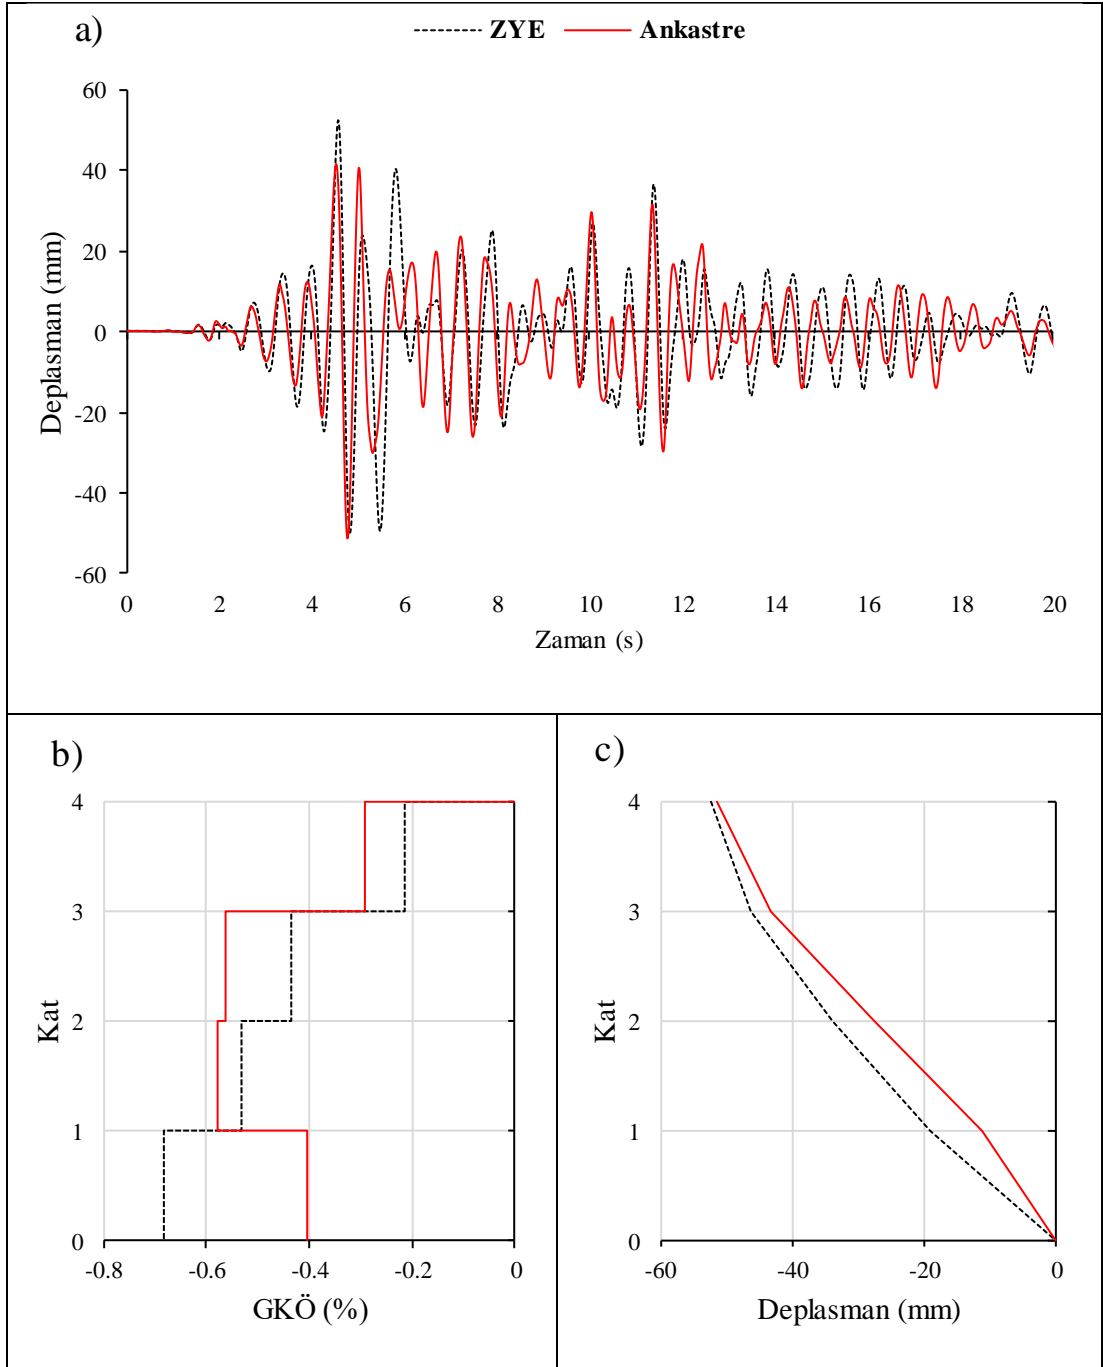 a)
ZYE Ankastre
60
40
20
0
-20
-40
-60
Deplasman (mm)
0 2 4 6 8 10 12 14 16 18 20
Zaman (s)
b)
4
3
2
1
0
Kat
-0.8 -0.6 -0.4 -0.2 0
GKÖ (%)
c)
4
3
2
1
0
Kat
-60 -40 -20 0
Deplasman (mm)